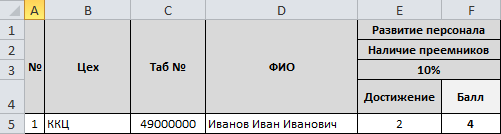 A B C D E F
1 Развитие персонала
2 Наличие преемников
3 № Цех Таб № ФИО 10%
4 Достижение Балл
5 1 ККЦ 49000000 Иванов Иван Иванович 2 4